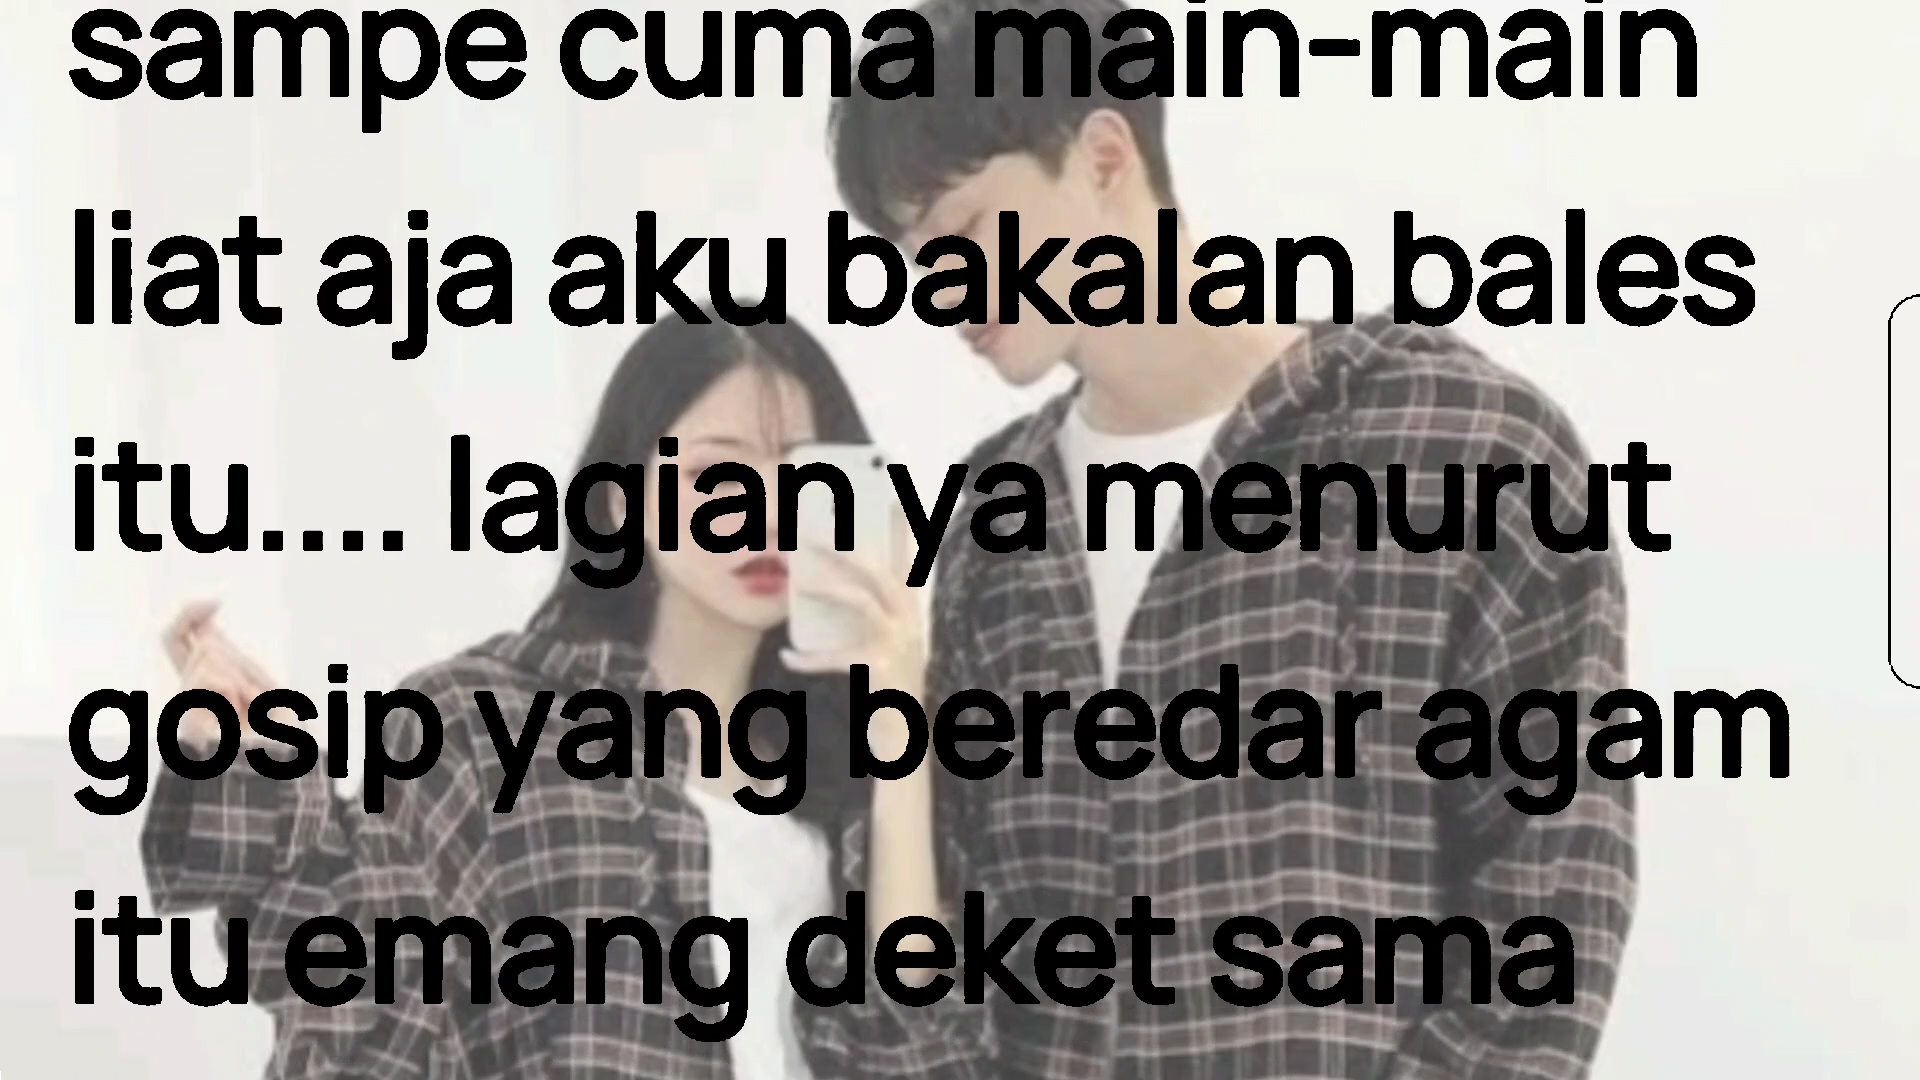 sampe cuma main-main
liat aja aku bakalan bales
itu.... lagian ya menurut
gosip yang beredar agam
itu emang deket sama